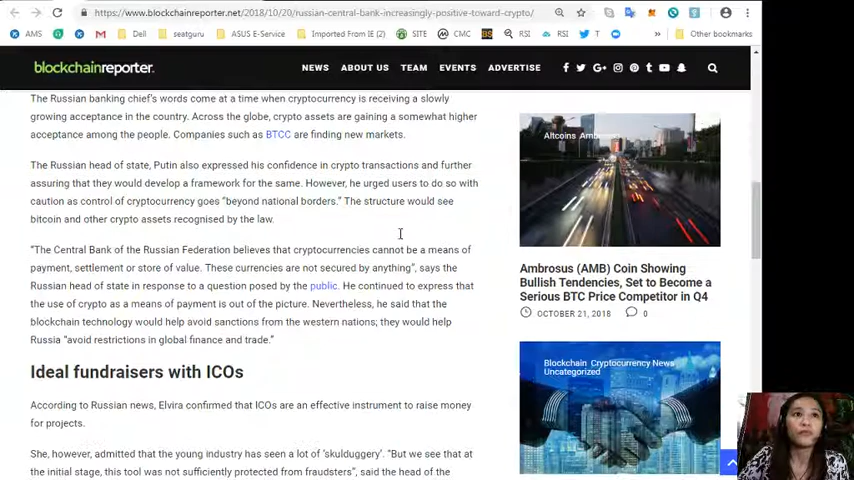 https://www.blockchainreporter.net/2018/10/20/russian-central-bank-increasingly-positive-toward-crypto/
AMS
Dell
seatguru
ASUS E-Service
Imported From IE (2)
SITE
CMC
BS
RSI
RSI
T
Other bookmarks
blockchainreporter.
NEWS
ABOUT US
TEAM
EVENTS
ADVERTISE
The Russian banking chief's words come at a time when cryptocurrency is receiving a slowly
growing acceptance in the country. Across the globe, crypto assets are gaining a somewhat higher
acceptance among the people. Companies such as BTCC are finding new markets.
The Russian head of state, Putin also expressed his confidence in crypto transactions and further
assuring that they would develop a framework for the same. However, he urged users to do so with
caution as control of cryptocurrency goes “beyond national borders.” The structure would see
bitcoin and other crypto assets recognised by the law.
“The Central Bank of the Russian Federation believes that cryptocurrencies cannot be a means of
payment, settlement or store of value. These currencies are not secured by anything”, says the
Russian head of state in response to a question posed by the public. He continued to express that
the use of crypto as a means of payment is out of the picture. Nevertheless, he said that the
blockchain technology would help avoid sanctions from the western nations; they would help
Russia “avoid restrictions in global finance and trade.”
Ideal fundraisers with ICOs
According to Russian news, Elvira confirmed that ICOs are an effective instrument to raise money
for projects.
She, however, admitted that the young industry has seen a lot of ‘skulduggery’. “But we see that at
the initial stage, this tool was not sufficiently protected from fraudsters”, said the head of the
Altcoins Ambrosus
Ambrosus (AMB) Coin Showing
Bullish Tendencies, Set to Become a
Serious BTC Price Competitor in Q4
OCTOBER 21, 2018
0
Blockchain Cryptocurrency News
Uncategorized